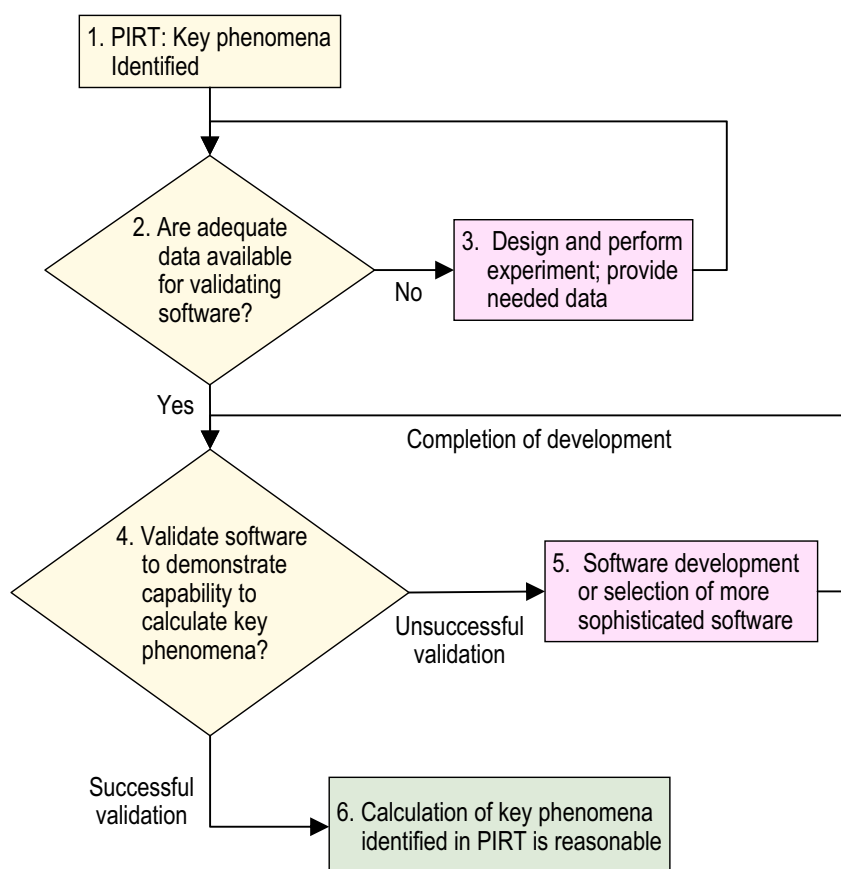 1. PIRT: Key phenomena
Identified
2. Are adequate
data available
for validating
software?
No
3. Design and perform
experiment; provide
needed data
Yes
Completion of development
4. Validate software
to demonstrate
capability to
calculate key
phenomena?
Unsuccessful
validation
5. Software development
or selection of more
sophisticated software
Successful
validation
6. Calculation of key phenomena
identified in PIRT is reasonable